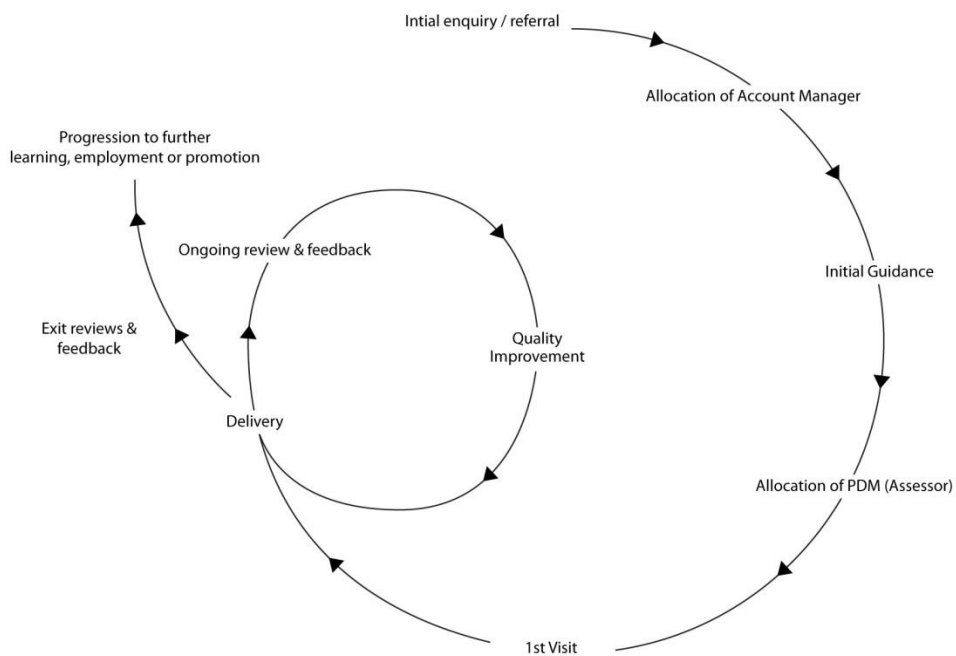 Intial enquiry / referral
Allocation of Account Manager
Initial Guidance
Allocation of PDM (Assessor)
1st Visit
Delivery
Ongoing review & feedback
Quality
Improvement
Exit reviews &
feedback
Progression to further
learning, employment or promotion